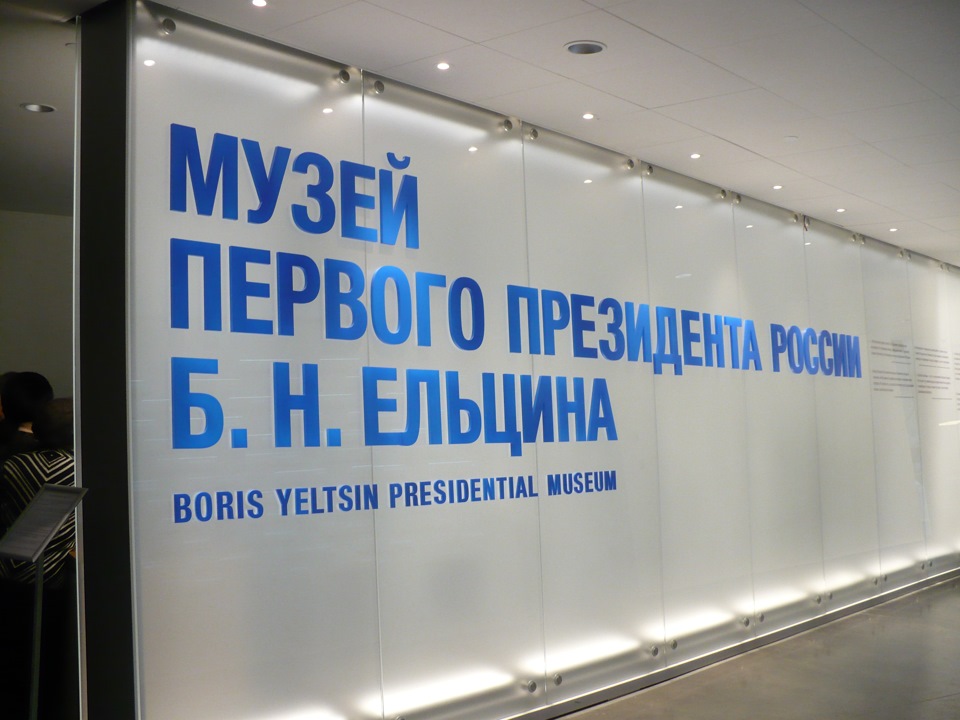 МУЗЕЙ
ПЕРВОГО ПРЕЗИДЕНТА РОССИИ
Б. Н. ЕЛЬЦИНА
BORIS YELTSIN PRESIDENTIAL MUSEUM